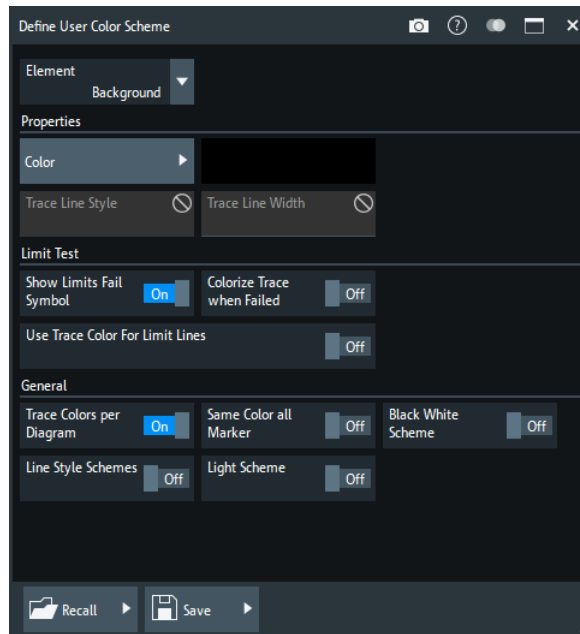 Define User Color Scheme
Element
Background
Properties
Color
Trace Line Style
Trace Line Width
Limit Test
Show Limits Fail
Symbol
On
Colorize Trace
when Failed
Off
Use Trace Color For Limit Lines
Off
General
Trace Colors per
Diagram
On
Same Color all
Marker
Off
Black White
Scheme
Off
Line Style Schemes
Off
Light Scheme
Off
Recall
Save